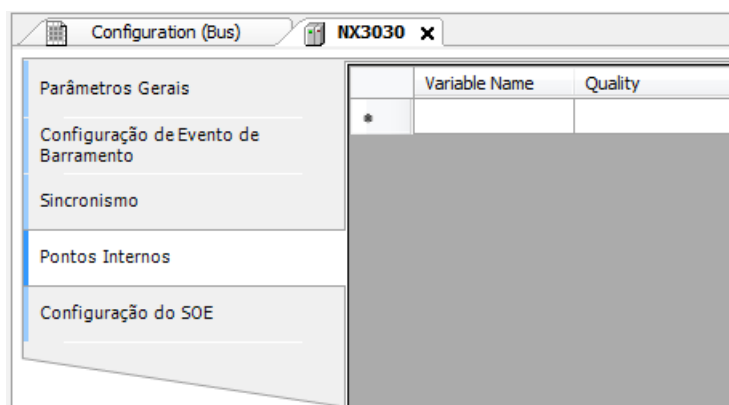 Configuration (Bus) NX3030 x
Parâmetros Gerais
Variable Name Quality
Configuração de Evento de
Barramento
Sincronismo
Pontos Internos
Configuração do SOE